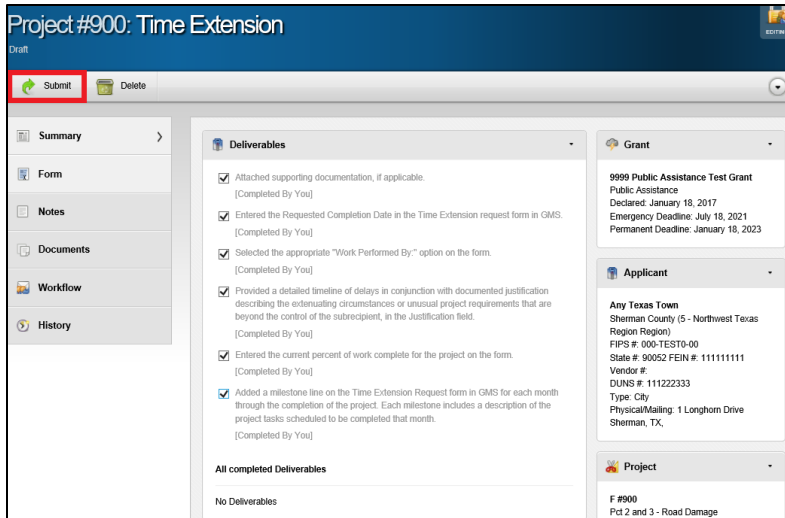 Project #900: Time Extension
Draft
EDITING
Submit
Delete
Summary
Form
Notes
Documents
Workflow
History
Deliverables
Attached supporting documentation, if applicable.
[Completed By You]
Entered the Requested Completion Date in the Time Extension request form in GMS.
[Completed By You]
Selected the appropriate "Work Performed By:" option on the form.
[Completed By You]
Provided a detailed timeline of delays in conjunction with documented justification
describing the extenuating circumstances or unusual project requirements that are
beyond the control of the subrecipient, in the Justification field.
[Completed By You]
Entered the current percent of work complete for the project on the form.
[Completed By You]
Added a milestone line on the Time Extension Request form in GMS for each month
through the completion of the project. Each milestone includes a description of the
project tasks scheduled to be completed that month.
[Completed By You]
All completed Deliverables
No Deliverables
Grant
9999 Public Assistance Test Grant
Public Assistance
Declared: January 18, 2017
Emergency Deadline: July 18, 2021
Permanent Deadline: January 18, 2023
Applicant
Any Texas Town
Sherman County (5 - Northwest Texas
Region Region)
FIPS #: 000-TEST0-00
State #: 90052 FEIN #: 111111111
Vendor #:
DUNS #: 111222333
Type: City
Physical/Mailing: 1 Longhorn Drive
Sherman, TX,
Project
F #900
Pct 2 and 3 - Road Damage